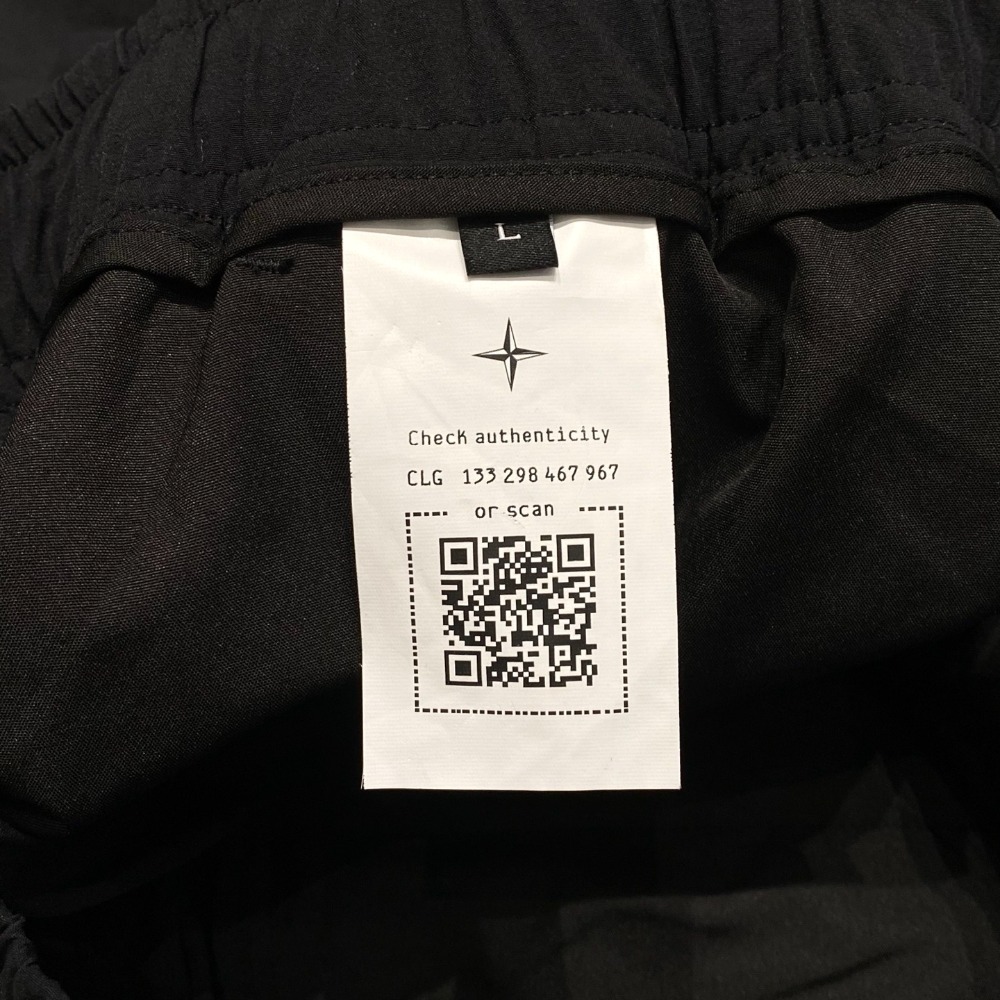 L
Check authenticity
CLG 133 298 467 967
or scan